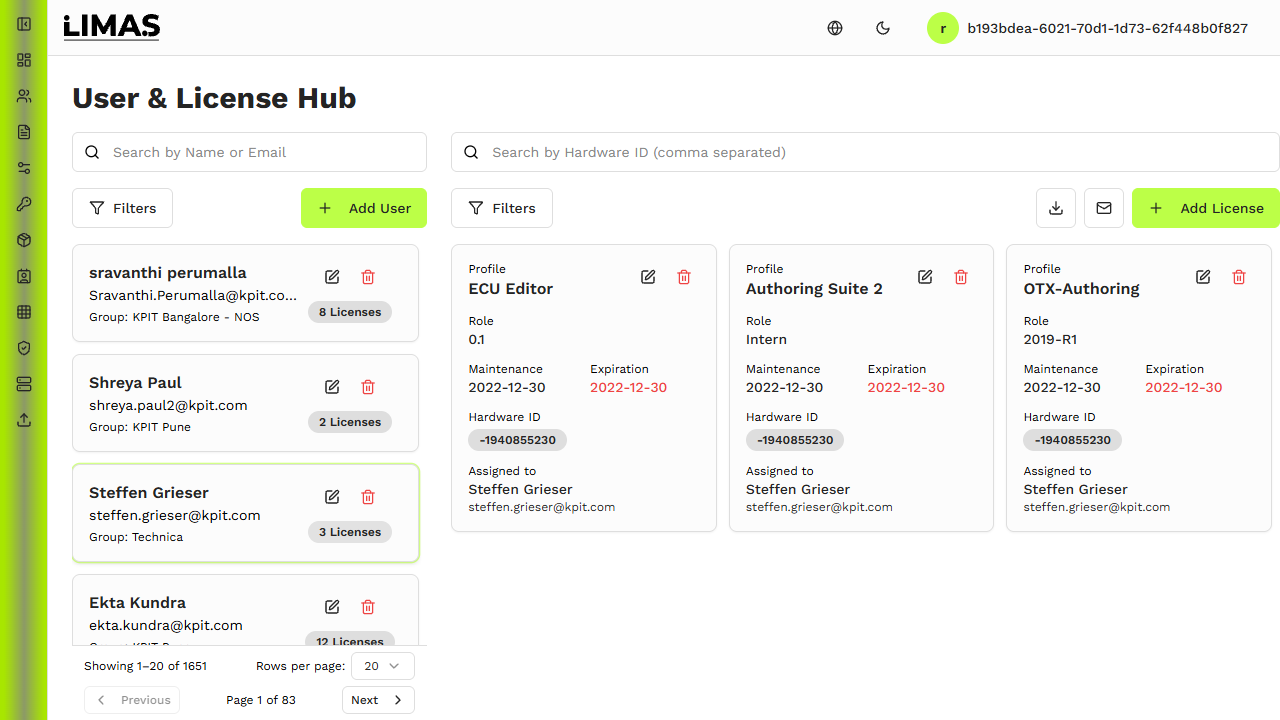 LIMAS
r
b193bdea-6021-70d1-1d73-62f448b0f827
User & License Hub
Search by Name or Email
Filters
Add User
sravanthi perumalla
Sravanthi.Perumalla@kpit.co...
Group: KPIT Bangalore - NOS
8 Licenses
Shreya Paul
shreya.paul2@kpit.com
Group: KPIT Pune
2 Licenses
Steffen Grieser
steffen.grieser@kpit.com
Group: Technica
3 Licenses
Ekta Kundra
ekta.kundra@kpit.com
12 Licenses
Showing 1–20 of 1651
Rows per page: 20
Previous
Page 1 of 83
Next
Search by Hardware ID (comma separated)
Filters
Add License
Profile
ECU Editor
Role
0.1
Maintenance Expiration
2022-12-30 2022-12-30
Hardware ID
-1940855230
Assigned to
Steffen Grieser
steffen.grieser@kpit.com
Profile
Authoring Suite 2
Role
Intern
Maintenance Expiration
2022-12-30 2022-12-30
Hardware ID
-1940855230
Assigned to
Steffen Grieser
steffen.grieser@kpit.com
Profile
OTX-Authoring
Role
2019-R1
Maintenance Expiration
2022-12-30 2022-12-30
Hardware ID
-1940855230
Assigned to
Steffen Grieser
steffen.grieser@kpit.com